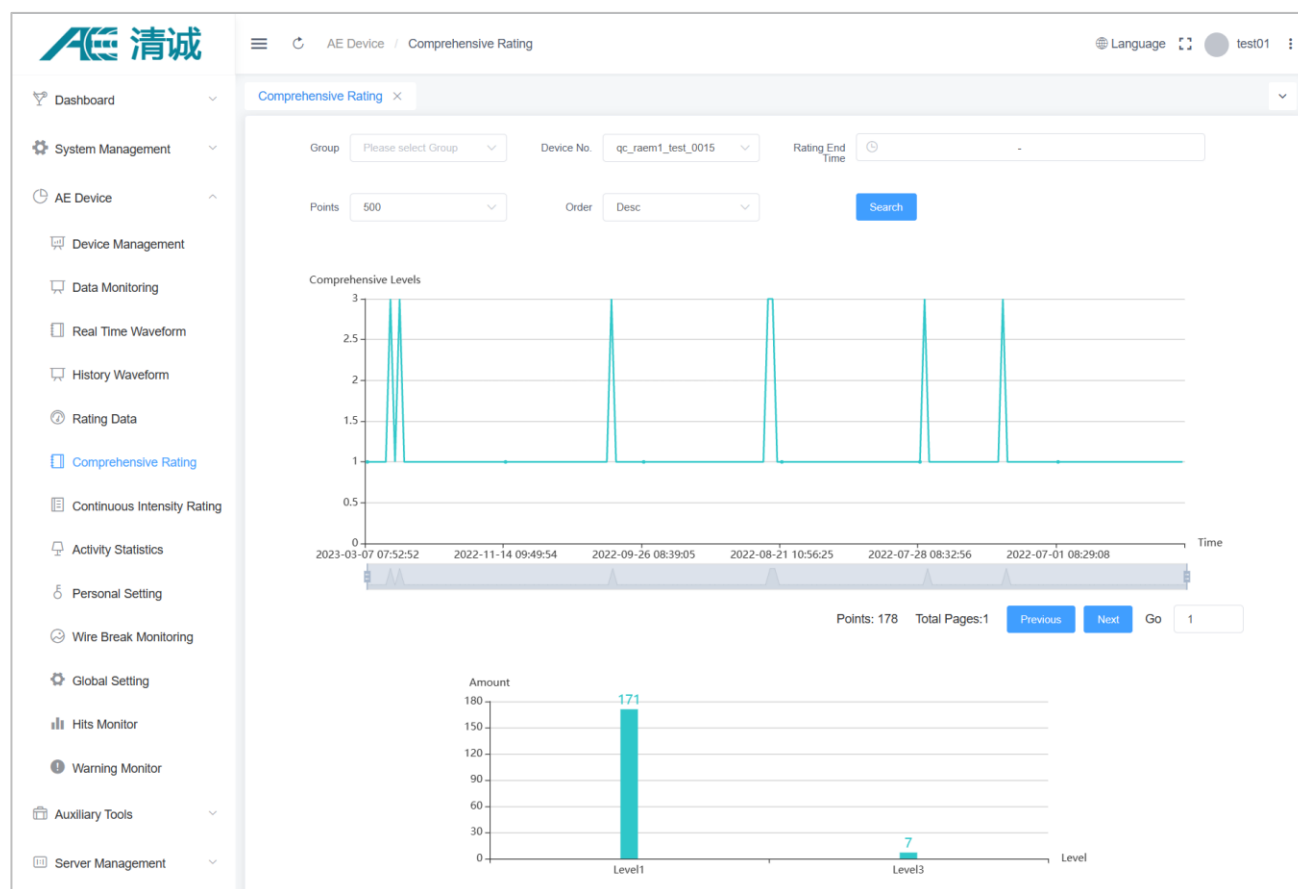 AE 清诚
AE Device / Comprehensive Rating
Language
test01
Dashboard
System Management
AE Device
Device Management
Data Monitoring
Real Time Waveform
History Waveform
Rating Data
Comprehensive Rating
Continuous Intensity Rating
Activity Statistics
Personal Setting
Wire Break Monitoring
Global Setting
Hits Monitor
Warning Monitor
Auxiliary Tools
Server Management
Comprehensive Rating ×
Group Please select Group Device No. qc_raem1_test_0015 Rating End Time -
Points 500 Order Desc Search
Comprehensive Levels
3
2.5
2
1.5
1
0.5
0
2023-03-07 07:52:52 2022-11-14 09:49:54 2022-09-26 08:39:05 2022-08-21 10:56:25 2022-07-28 08:32:56 2022-07-01 08:29:08 Time
Points: 178 Total Pages:1 Previous Next Go 1
Amount
180
171
150
120
90
60
30
7
0
Level1 Level3 Level